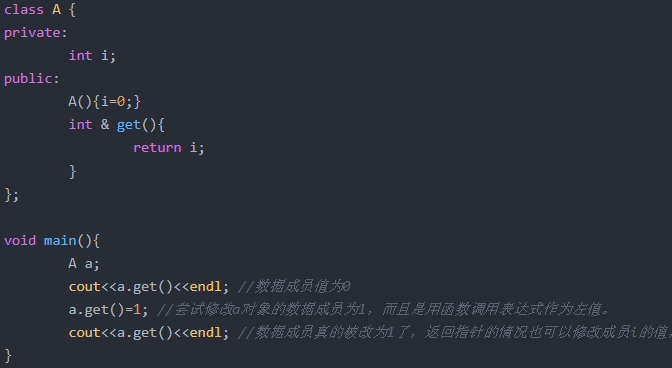 class A {
private:
int i;
public:
A(){i=0;}
int & get(){
return i;
}
};
void main(){
A a;
cout<<a.get()<<endl; //数据成员值为0
a.get()=1; //尝试修改a对象的数据成员为1，而且是用函数调用表达式作为左值。
cout<<a.get()<<endl; //数据成员真的被改为1了，返回指针的情况也可以修改成员i的值，
}